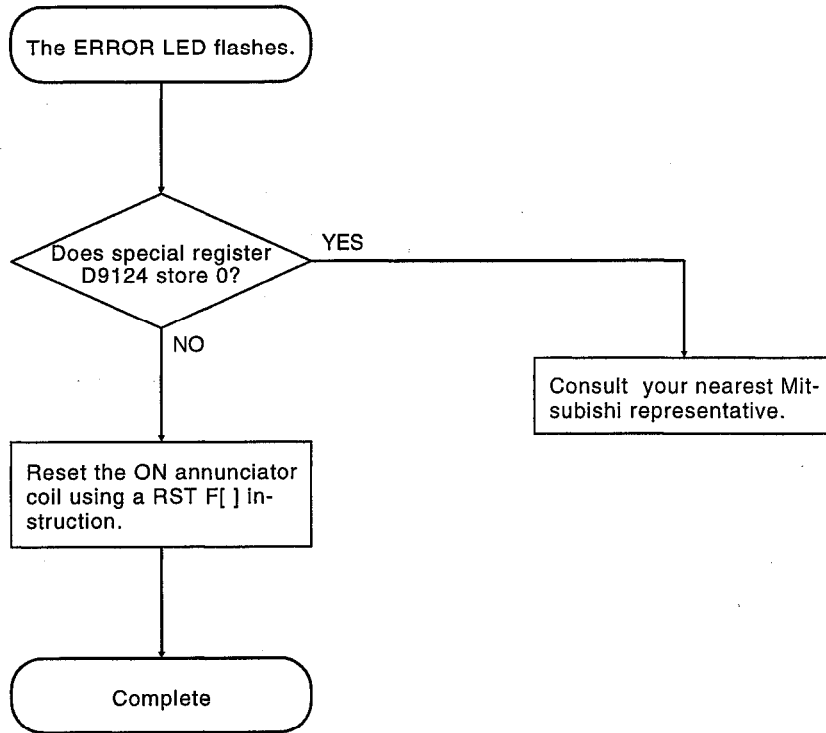 The ERROR LED flashes.
Does special register
D9124 store 0?
YES
NO
Consult your nearest Mit-
subishi representative.
Reset the ON annunciator
coil using a RST F[ ] in-
struction.
Complete